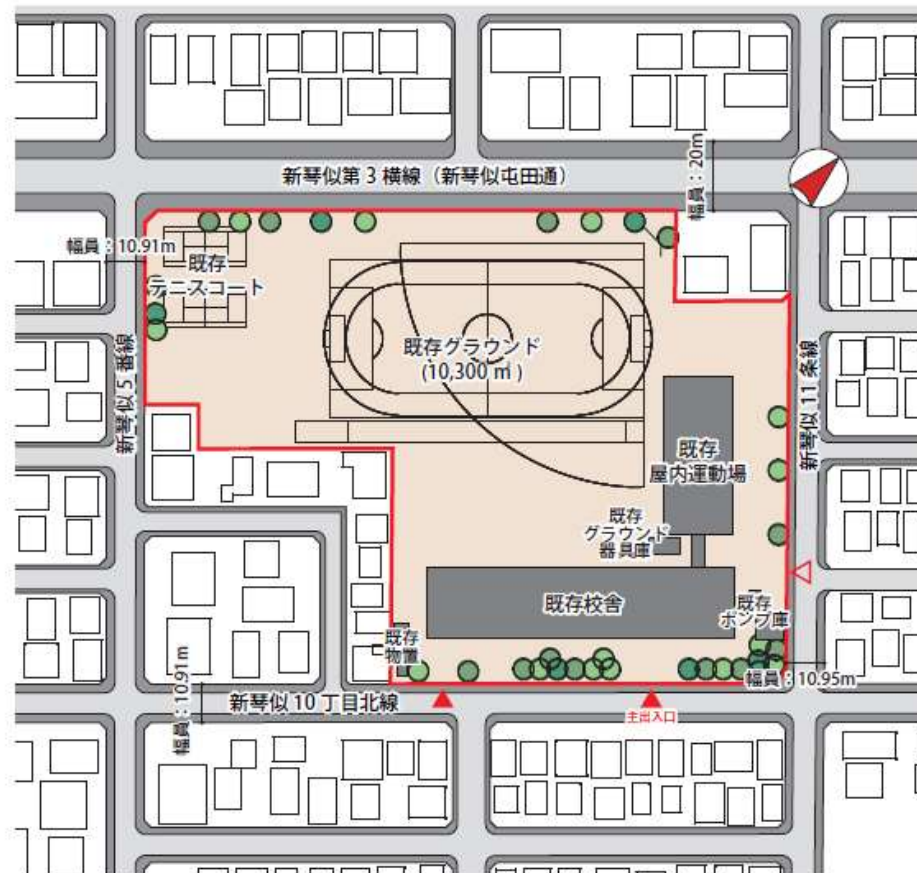 新琴似第3横線（新琴似屯田通）
幅員：20m
幅員：10.91m
既存
テニスコート
既存グラウンド
(10,300㎡)
新琴似5番線
新琴似11条線
既存
屋内運動場
既存
グラウンド
器具庫
既存校舎
既存
ポンプ庫
既存
物置
幅員：10.95m
幅員：10.91m
新琴似10丁目北線
主出入口